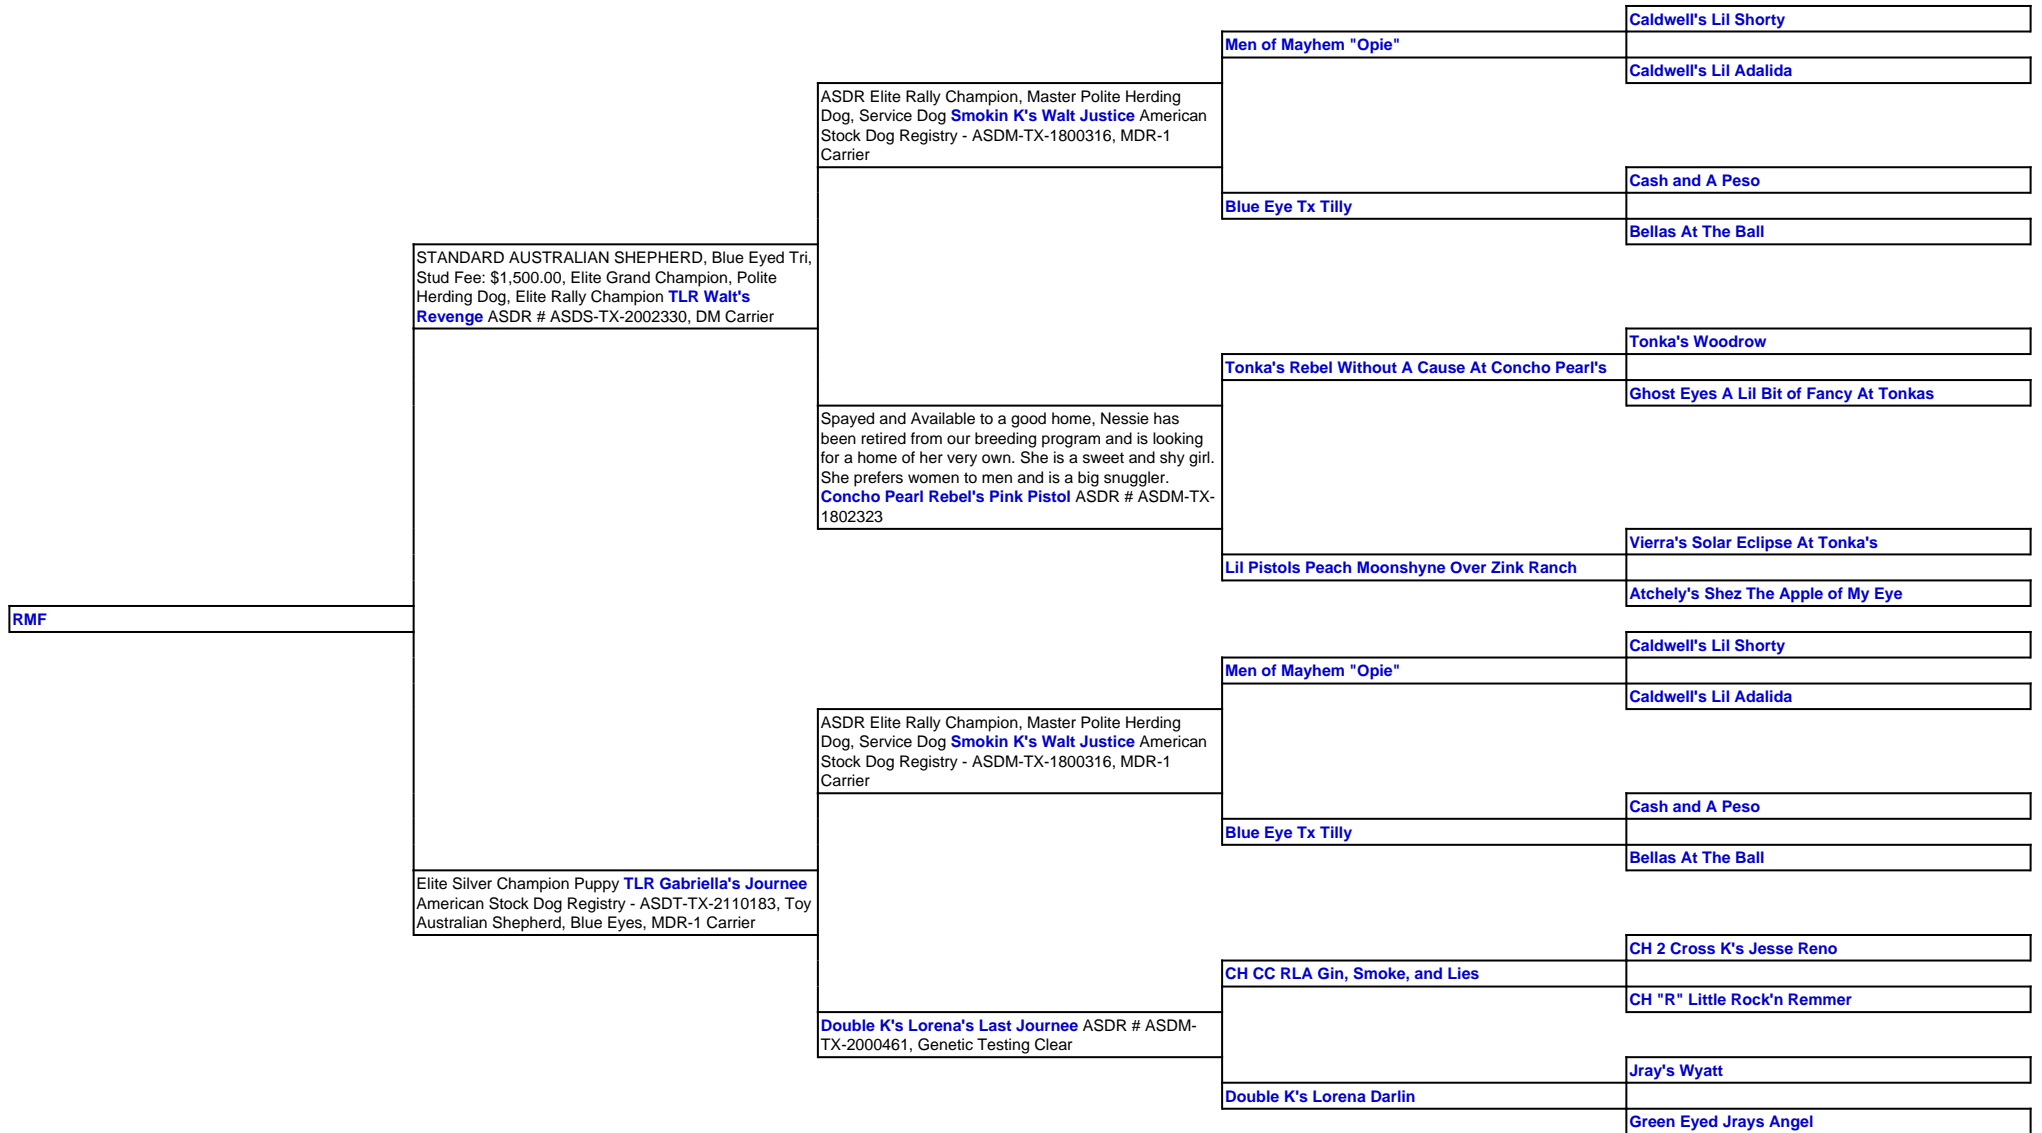 Caldwell's Lil Shorty
Men of Mayhem "Opie"
Caldwell's Lil Adalida
ASDR Elite Rally Champion, Master Polite Herding
Dog, Service Dog Smokin K's Walt Justice American
Stock Dog Registry - ASDM-TX-1800316, MDR-1
Carrier
Cash and A Peso
Blue Eye Tx Tilly
Bellas At The Ball
STANDARD AUSTRALIAN SHEPHERD, Blue Eyed Tri,
Stud Fee: $1,500.00, Elite Grand Champion, Polite
Herding Dog, Elite Rally Champion TLR Walt's
Revenge ASDR # ASDS-TX-2002330, DM Carrier
Tonka's Woodrow
Tonka's Rebel Without A Cause At Concho Pearl's
Ghost Eyes A Lil Bit of Fancy At Tonkas
Spayed and Available to a good home, Nessie has
been retired from our breeding program and is looking
for a home of her very own. She is a sweet and shy girl.
She prefers women to men and is a big snuggler.
Concho Pearl Rebel's Pink Pistol ASDR # ASDM-TX-
1802323
Vierra's Solar Eclipse At Tonka's
Lil Pistols Peach Moonshyne Over Zink Ranch
Atchely's Shez The Apple of My Eye
RMF
Caldwell's Lil Shorty
Men of Mayhem "Opie"
Caldwell's Lil Adalida
ASDR Elite Rally Champion, Master Polite Herding
Dog, Service Dog Smokin K's Walt Justice American
Stock Dog Registry - ASDM-TX-1800316, MDR-1
Carrier
Cash and A Peso
Blue Eye Tx Tilly
Bellas At The Ball
Elite Silver Champion Puppy TLR Gabriella's Journee
American Stock Dog Registry - ASDT-TX-2110183, Toy
Australian Shepherd, Blue Eyes, MDR-1 Carrier
CH 2 Cross K's Jesse Reno
CH CC RLA Gin, Smoke, and Lies
CH "R" Little Rock'n Remmer
Double K's Lorena's Last Journee ASDR # ASDM-
TX-2000461, Genetic Testing Clear
Jray's Wyatt
Double K's Lorena Darlin
Green Eyed Jrays Angel